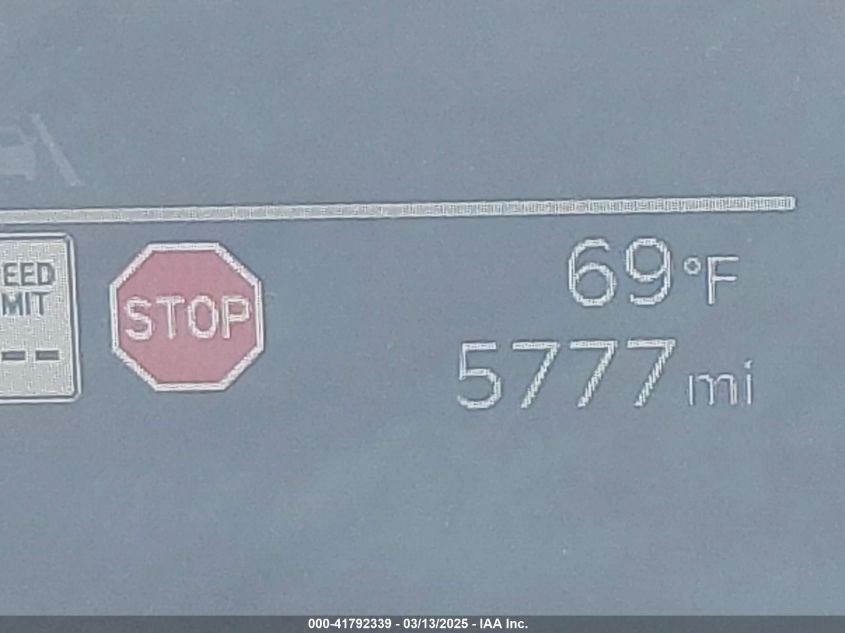 69°F
EED
MIT
--
STOP
5777 mi
000-41792339 - 03/13/2025 - IAA Inc.